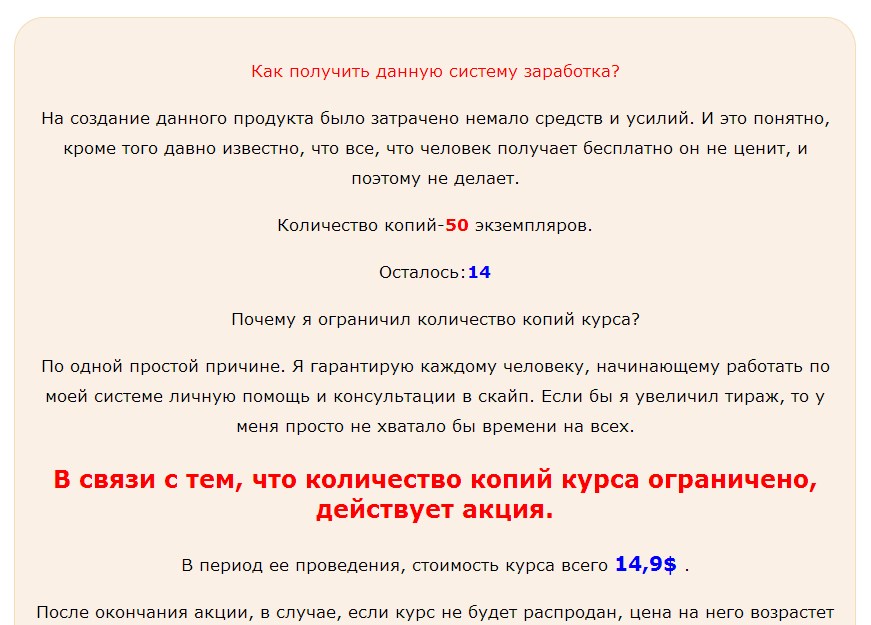 Как получить данную систему заработка?
На создание данного продукта было затрачено немало средств и усилий. И это понятно,
кроме того давно известно, что все, что человек получает бесплатно он не ценит, и
поэтому не делает.
Количество копий-50 экземпляров.
Осталось:14
Почему я ограничил количество копий курса?
По одной простой причине. Я гарантирую каждому человеку, начинающему работать по
моей системе личную помощь и консультации в скайп. Если бы я увеличил тираж, то у
меня просто не хватало бы времени на всех.
В связи с тем, что количество копий курса ограничено,
действует акция.
В период ее проведения, стоимость курса всего 14,9$ .
После окончания акции, в случае, если курс не будет распродан, цена на него возрастет